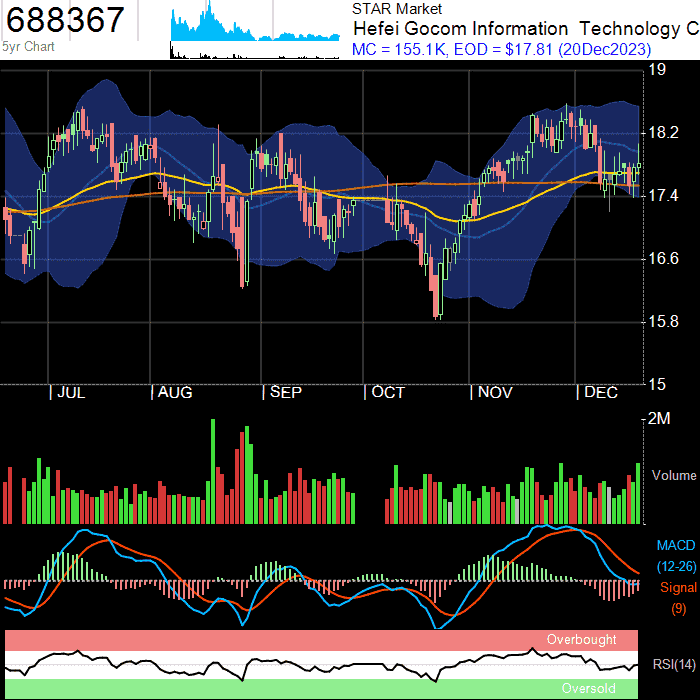 688367
5yr Chart
STAR Market
Hefei Gocom Information  Technology C
MC = 155.1K, EOD = $17.81 (20Dec2023)
19
18.2
17.4
16.6
15.8
15
| JUL | AUG | SEP | OCT | NOV | DEC
2M
Volume
MACD
(12-26)
Signal
(9)
Overbought
RSI(14)
Oversold